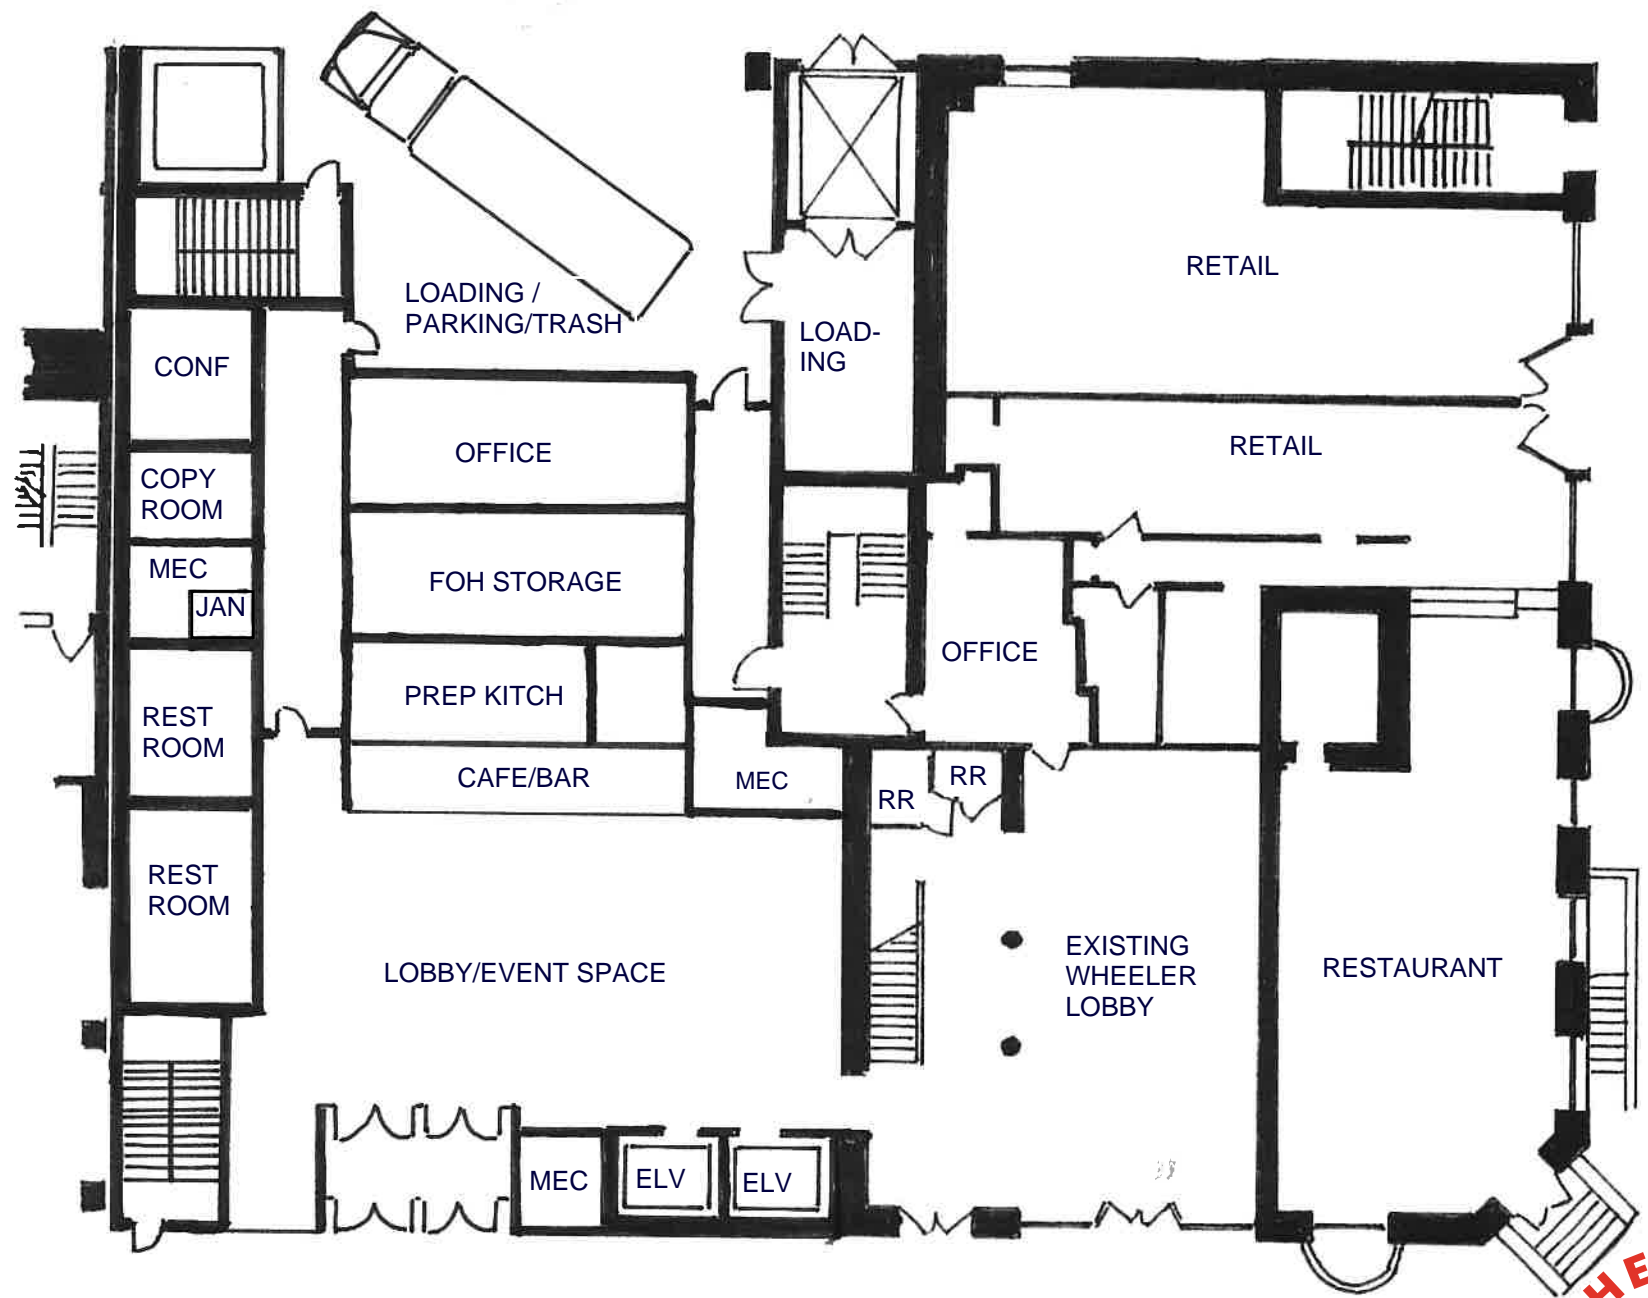 RETAIL
LOADING /
PARKING/TRASH
LOAD-
ING
CONF
OFFICE
RETAIL
COPY
ROOM
MEC
JAN
FOH STORAGE
OFFICE
PREP KITCH
REST
ROOM
CAFE/BAR
MEC
RR
RR
REST
ROOM
LOBBY/EVENT SPACE
EXISTING
WHEELER
LOBBY
RESTAURANT
MEC
ELV
ELV
HE